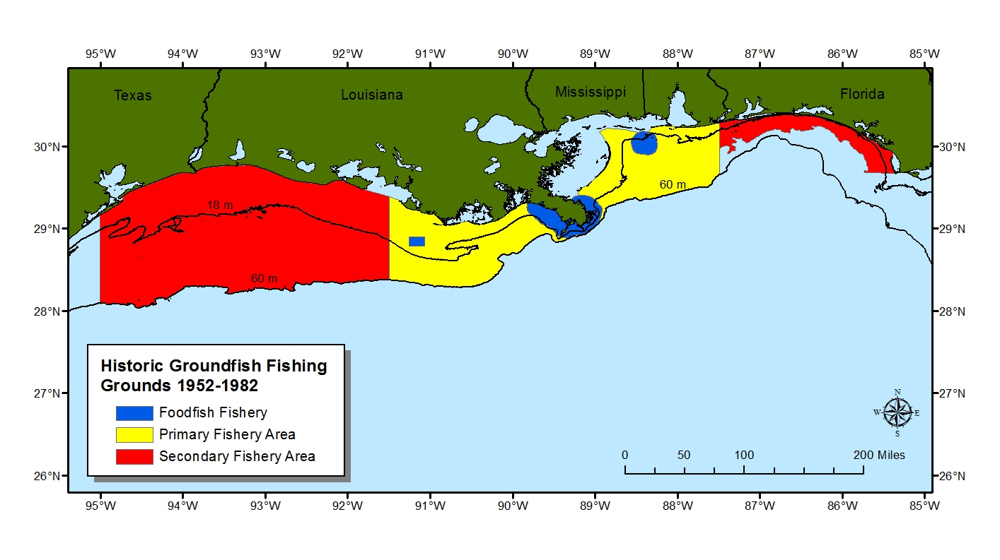 95°W 94°W 93°W 92°W 91°W 90°W 89°W 88°W 87°W 86°W 85°W
Texas Louisiana Mississippi Florida
30°N 30°N
60 m
18 m
29°N 29°N
60 m
28°N 28°N
Historic Groundfish Fishing
Grounds 1952-1982
Foodfish Fishery
Primary Fishery Area
Secondary Fishery Area
27°N 27°N
N
W E
S
0 50 100 200 Miles
26°N 26°N
95°W 94°W 93°W 92°W 91°W 90°W 89°W 88°W 87°W 86°W 85°W